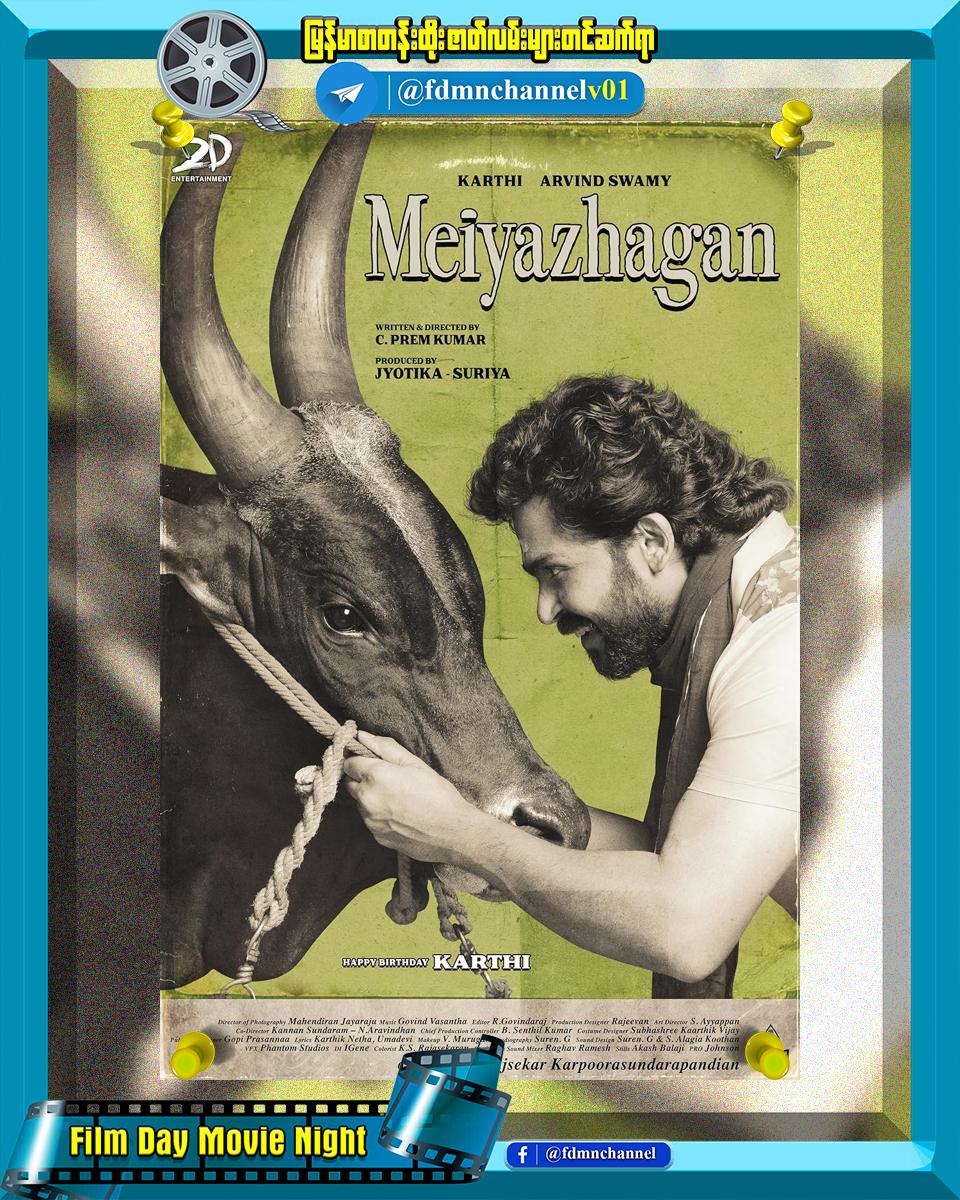 မြန်မာစာတန်းထိုးဇာတ်လမ်းများတင်ဆက်ရာ
@fdmnchannelv01
2D
ENTERTAINMENT
KARTHI ARVIND SWAMY
Meiyazhagan
WRITTEN & DIRECTED BY
C. PREM KUMAR
PRODUCED BY
JYOTIKA - SURIYA
HAPPY BIRTHDAY KARTHI
Director of Photography Mahendiran Jayaraju Music Govind Vasantha Editor R.Govindaraj Production Designer Rajeevan Art Director S. Ayyappan
Co-Director Kannan Sundaram – N.Aravindhan Chief Production Controller B. Senthil Kumar Costume Designer Subhashree Kaarthik Vijay
Gopi Prasannaa Lyrics Karthik Netha, Umadevi Makeup V. Suren. G Sound Design Suren. G & S. Alagia Koothan
VFX Phantom Studios DI IGene Colorist K.S. Sound Mixer Raghav Ramesh Stills Akash Balaji PRO Johnson
Karpoorasundarapandian
Film Day Movie Night
@fdmnchannel